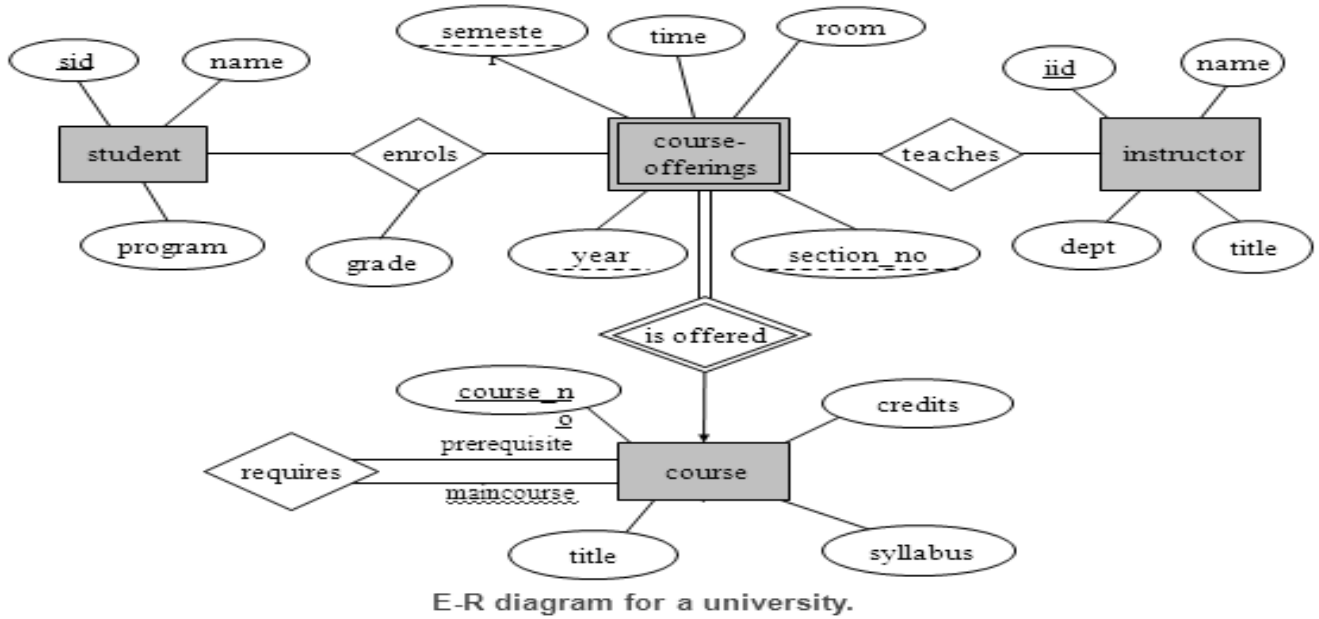 semeste
r
time
room
sid
name
iid
name
student
enrols
course-
offerings
teaches
instructor
program
grade
year
section_no
dept
title
is offered
course_n
o
credits
prerequisite
requires
course
maincourse
title
syllabus
E-R diagram for a university.